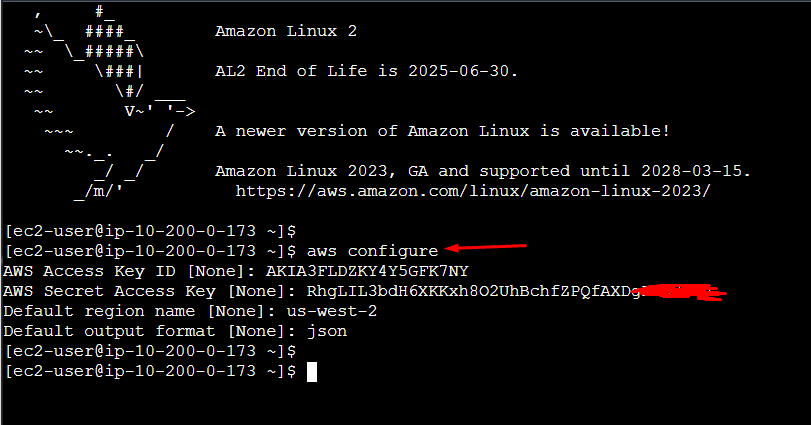 Amazon Linux 2
AL2 End of Life is 2025-06-30.
A newer version of Amazon Linux is available!
Amazon Linux 2023, GA and supported until 2028-03-15.
https://aws.amazon.com/linux/amazon-linux-2023/
[ec2-user@ip-10-200-0-173 ~]$
[ec2-user@ip-10-200-0-173 ~]$ aws configure
AWS Access Key ID [None]: AKIA3FLDZKY4Y5GFK7NY
AWS Secret Access Key [None]:
Default region name [None]: us-west-2
Default output format [None]: json
[ec2-user@ip-10-200-0-173 ~]$
[ec2-user@ip-10-200-0-173 ~]$